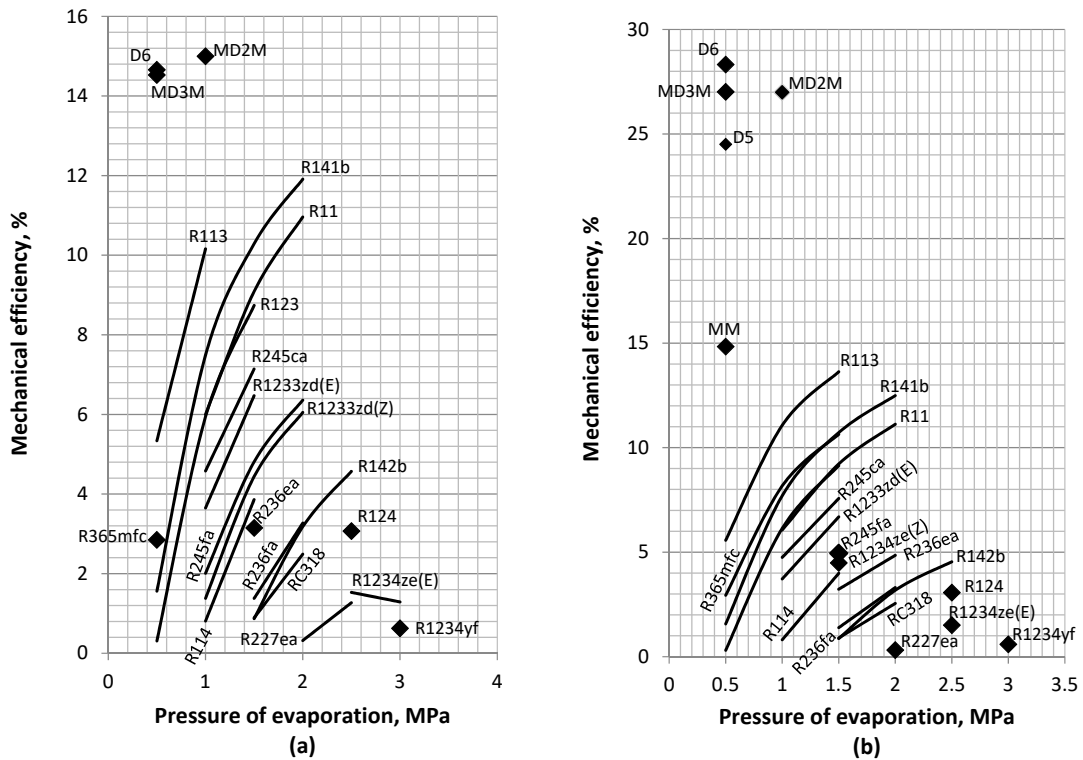 16
14
12
10
8
6
4
2
0
0
1
2
3
4
Mechanical efficiency, %
Pressure of evaporation, MPa
(a)
D6
MD2M
MD3M
R141b
R11
R113
R123
R245ca
R1233zd(E)
R1233zd(Z)
R142b
R236ea
R124
R365mfc
R245fa
R236fa
RC318
R1234ze(E)
R114
R227ea
R1234yf
30
25
20
15
10
5
0
0
0.5
1
1.5
2
2.5
3
3.5
Mechanical efficiency, %
Pressure of evaporation, MPa
(b)
D6
MD3M
MD2M
D5
MM
R113
R141b
R11
R245ca
R1233zd(E)
R245fa
R1234ze(Z)
R236ea
R365mfc
R142b
R124
RC318
R114
R1234ze(E)
R236fa
R227ea
R1234yf